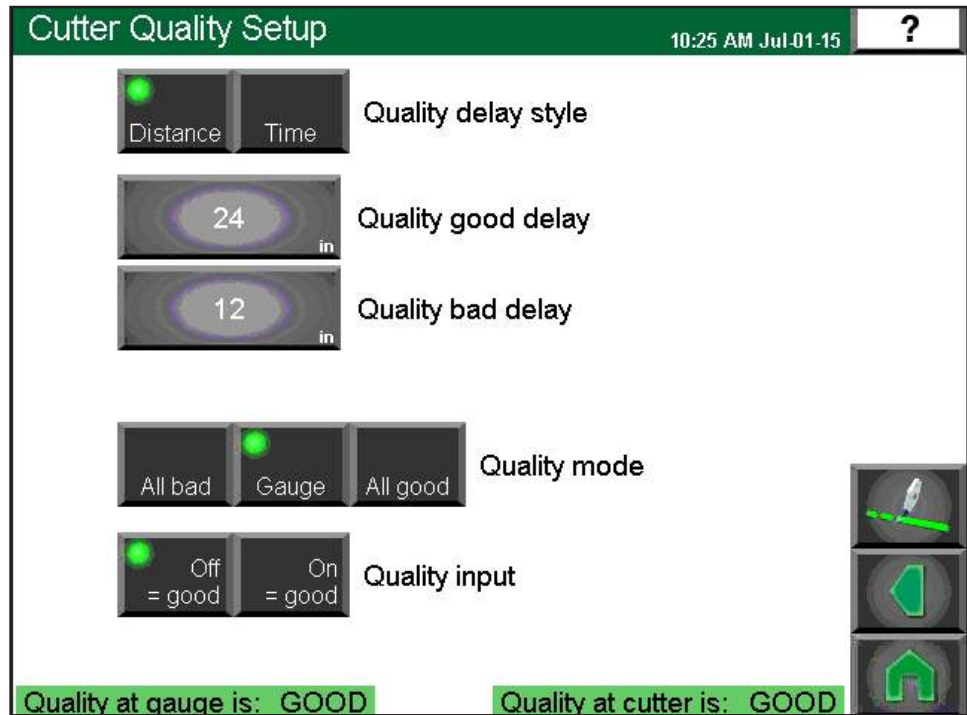 Cutter Quality Setup
10:25 AM Jul-01-15
?
Distance Time Quality delay style
24 in Quality good delay
12 in Quality bad delay
All bad Gauge All good Quality mode
Off = good On = good Quality input
Quality at gauge is: GOOD Quality at cutter is: GOOD